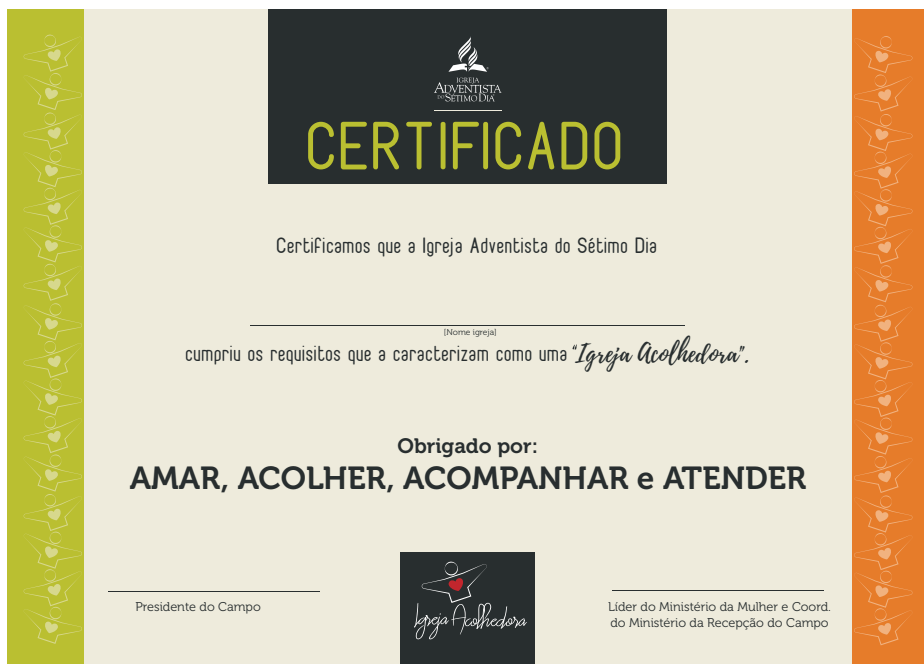 IGREJA
ADVENTISTA
DO SÉTIMO DIA
CERTIFICADO
Certificamos que a Igreja Adventista do Sétimo Dia
[Nome igreja]
cumpriu os requisitos que a caracterizam como uma "Igreja Acolhedora".
Obrigado por:
AMAR, ACOLHER, ACOMPANHAR e ATENDER
Presidente do Campo
Igreja Acolhedora
Líder do Ministério da Mulher e Coord.
do Ministério da Recepção do Campo